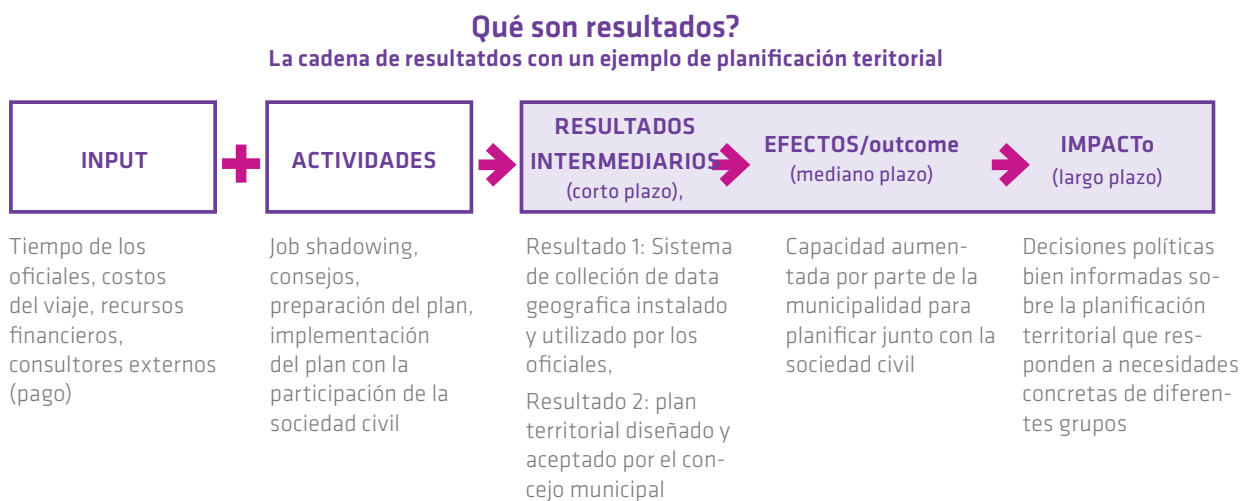 Qué son resultados?
La cadena de resultatdos con un ejemplo de planificación teritorial
INPUT
ACTIVIDADES
RESULTADOS
INTERMEDIARIOS
(corto plazo),
EFECTOS/outcome
(mediano plazo)
IMPACTo
(largo plazo)
Tiempo de los
oficiales, costos
del viaje, recursos
financieros,
consultores externos
(pago)
Job shadowing,
consejos,
preparación del plan,
implementación
del plan con la
participación de la
sociedad civil
Resultado 1: Sistema
de colleción de data
geografica instalado
y utilizado por los
oficiales,
Resultado 2: plan
territorial diseñado y
aceptado por el con-
cejo municipal
Capacidad aumen-
tada por parte de la
municipalidad para
planificar junto con la
sociedad civil
Decisiones políticas
bien informadas so-
bre la planificación
territorial que res-
ponden a necesidades
concretas de diferen-
tes grupos